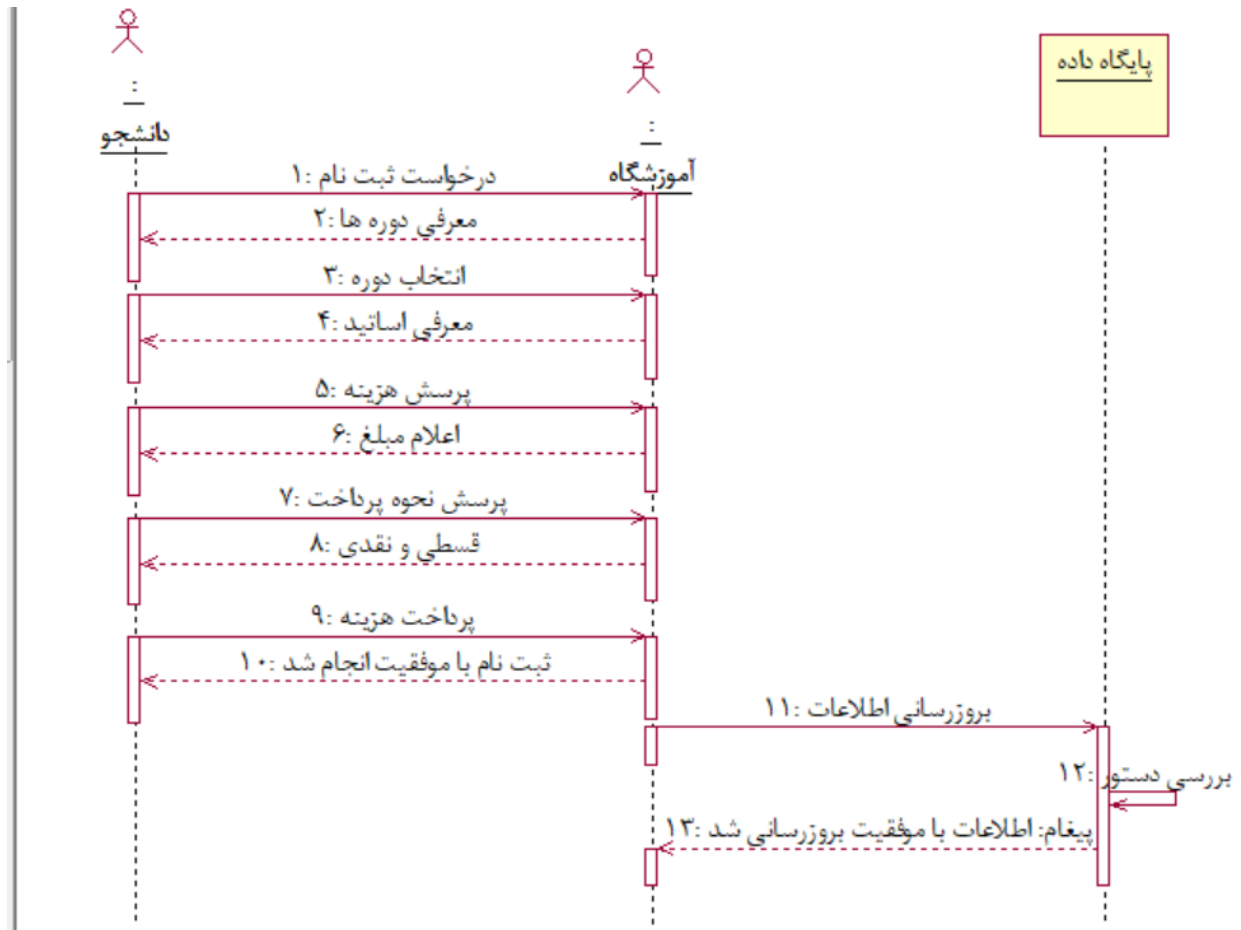 :
دانشجو
:
آموزشگاه
پایگاه داده
۱: درخواست ثبت نام
۲: معرفی دوره ها
۳: انتخاب دوره
۴: معرفی اساتید
۵: پرسش هزینه
۶: اعلام مبلغ
۷: پرسش نحوه پرداخت
۸: قسطی و نقدی
۹: پرداخت هزینه
۱۰: ثبت نام با موفقیت انجام شد
۱۱: بروزرسانی اطلاعات
۱۲: بررسی دستور
۱۳: پیغام: اطلاعات با موفقیت بروزرسانی شد